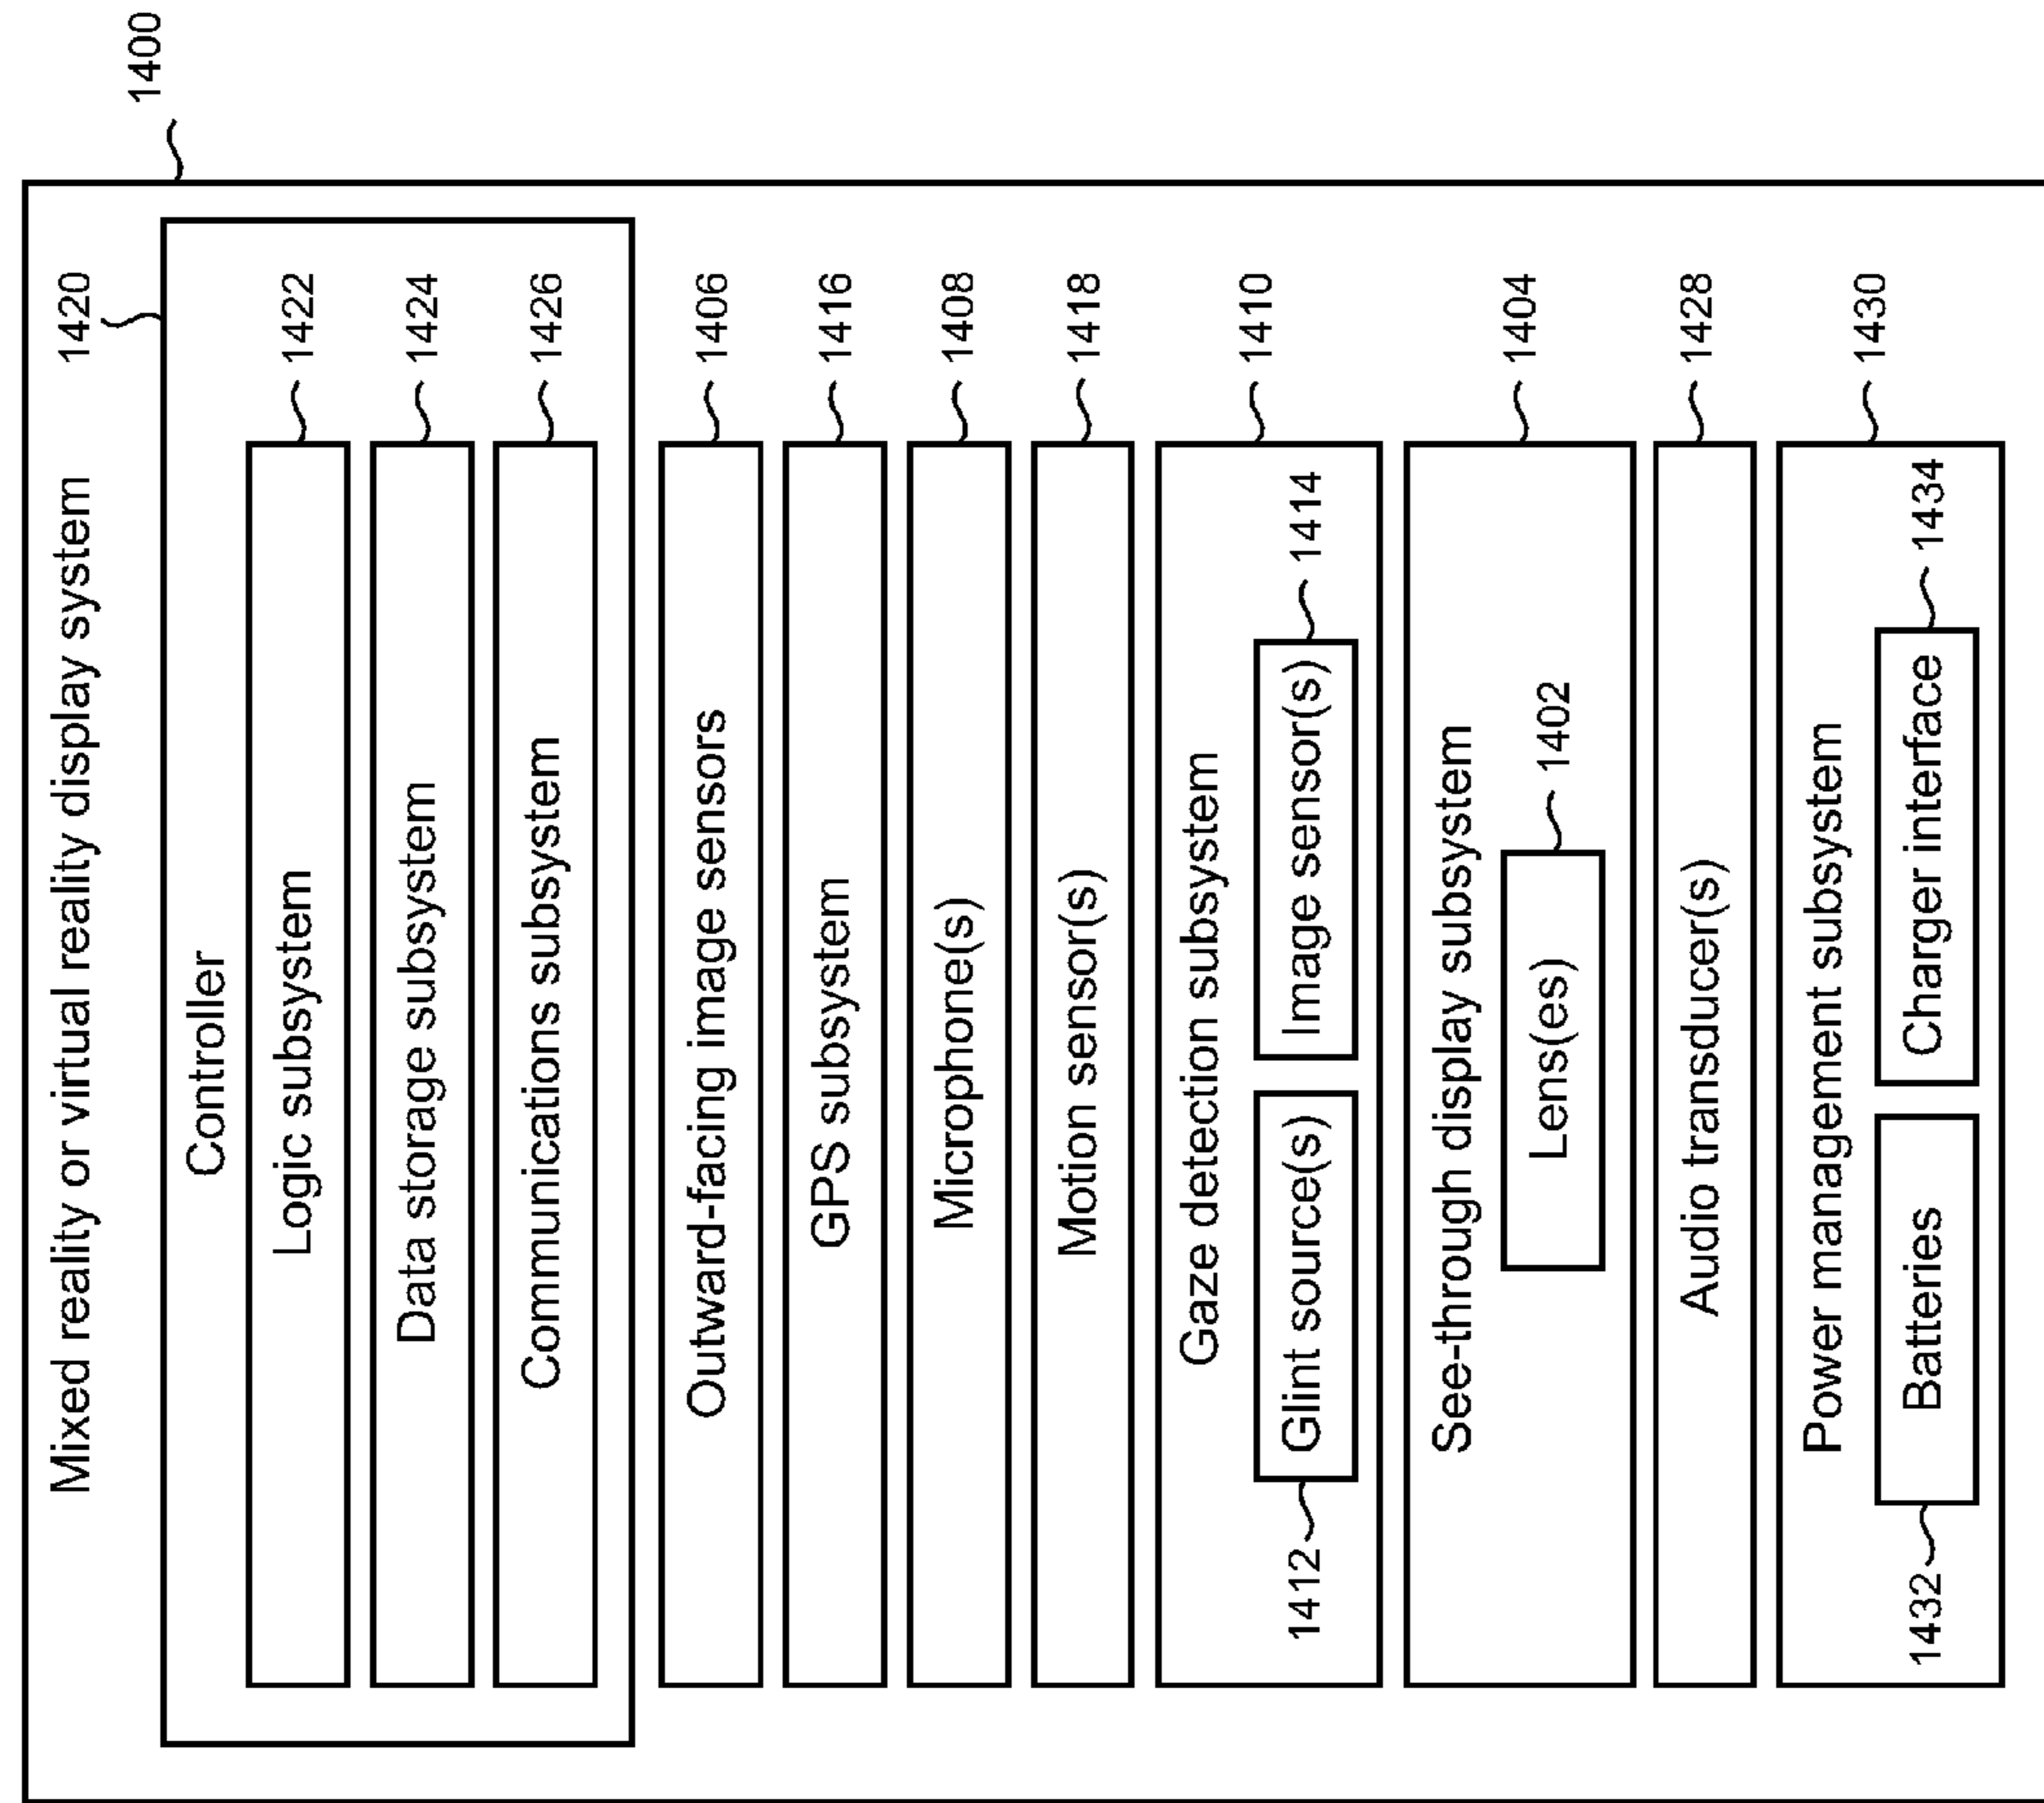 1400
Mixed reality or virtual reality display system 1420
Controller
Logic subsystem 1422
Data storage subsystem 1424
Communications subsystem 1426
Outward-facing image sensors 1406
GPS subsystem 1416
Microphone(s) 1408
Motion sensor(s) 1418
Gaze detection subsystem 1410
1412 Glint source(s) Image sensor(s) 1414
See-through display subsystem 1404
Lens(es) 1402
Audio transducer(s) 1428
Power management subsystem 1430
1432 Batteries Charger interface 1434